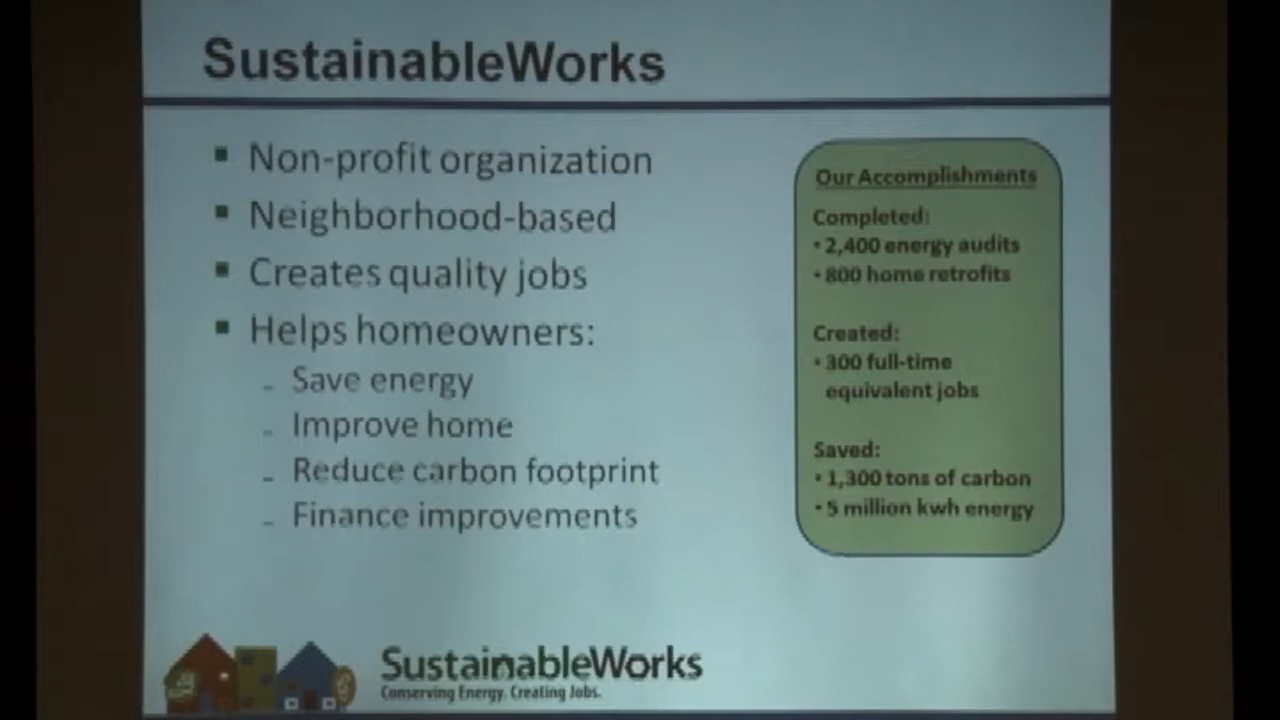 SustainableWorks
▪ Non-profit organization
▪ Neighborhood-based
▪ Creates quality jobs
▪ Helps homeowners:
- Save energy
- Improve home
- Reduce carbon footprint
- Finance improvements
Our Accomplishments
Completed:
• 2,400 energy audits
• 800 home retrofits
Created:
• 300 full-time
equivalent jobs
Saved:
• 1,300 tons of carbon
• 5 million kwh energy
SustainableWorks
Conserving Energy. Creating Jobs.